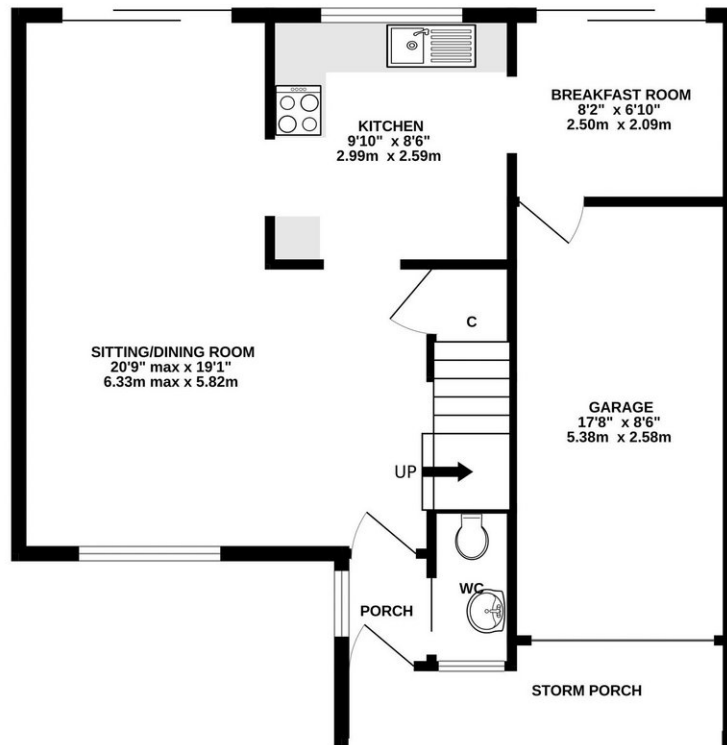 KITCHEN
9'10" x 8'6"
2.99m x 2.59m
BREAKFAST ROOM
8'2" x 6'10"
2.50m x 2.09m
SITTING/DINING ROOM
20'9" max x 19'1"
6.33m max x 5.82m
C
UP
GARAGE
17'8" x 8'6"
5.38m x 2.58m
WC
PORCH
STORM PORCH